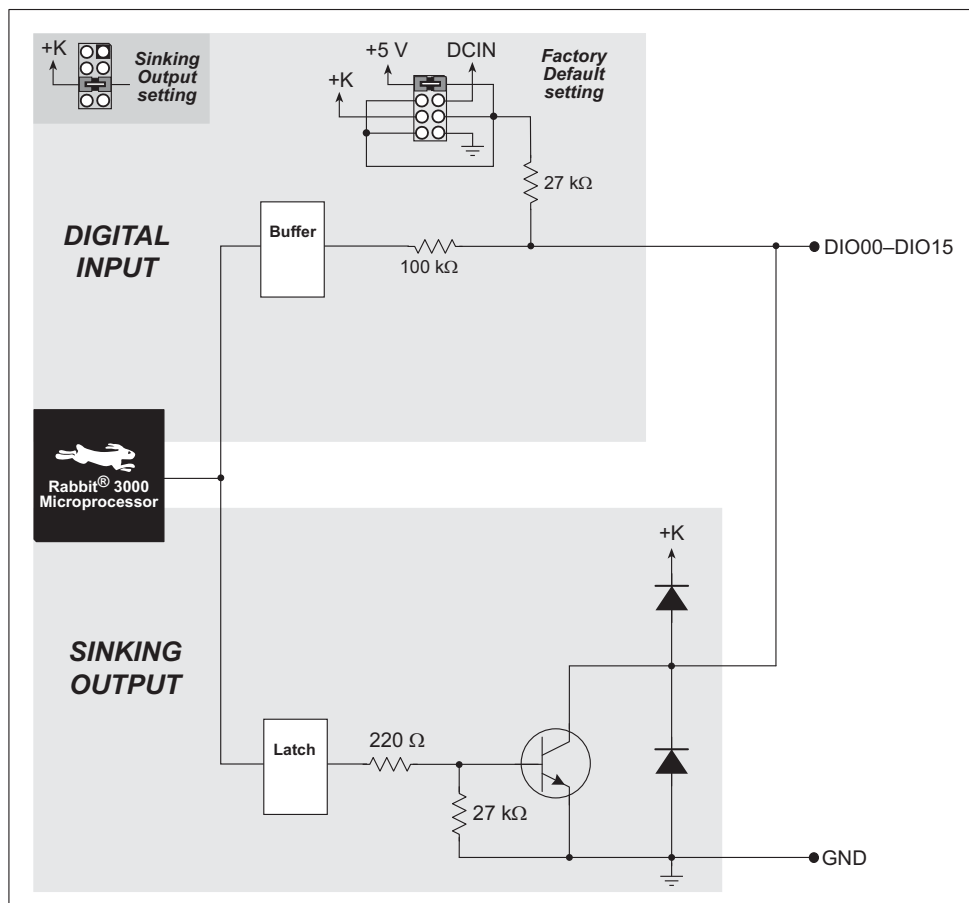 +K
Sinking
Output
setting
+5 V
DCIN
+K
Factory
Default
setting
27 kΩ
DIGITAL
INPUT
Buffer
100 kΩ
DIO00–DIO15
Rabbit® 3000
Microprocessor
+K
SINKING
OUTPUT
Latch
220 Ω
27 kΩ
GND